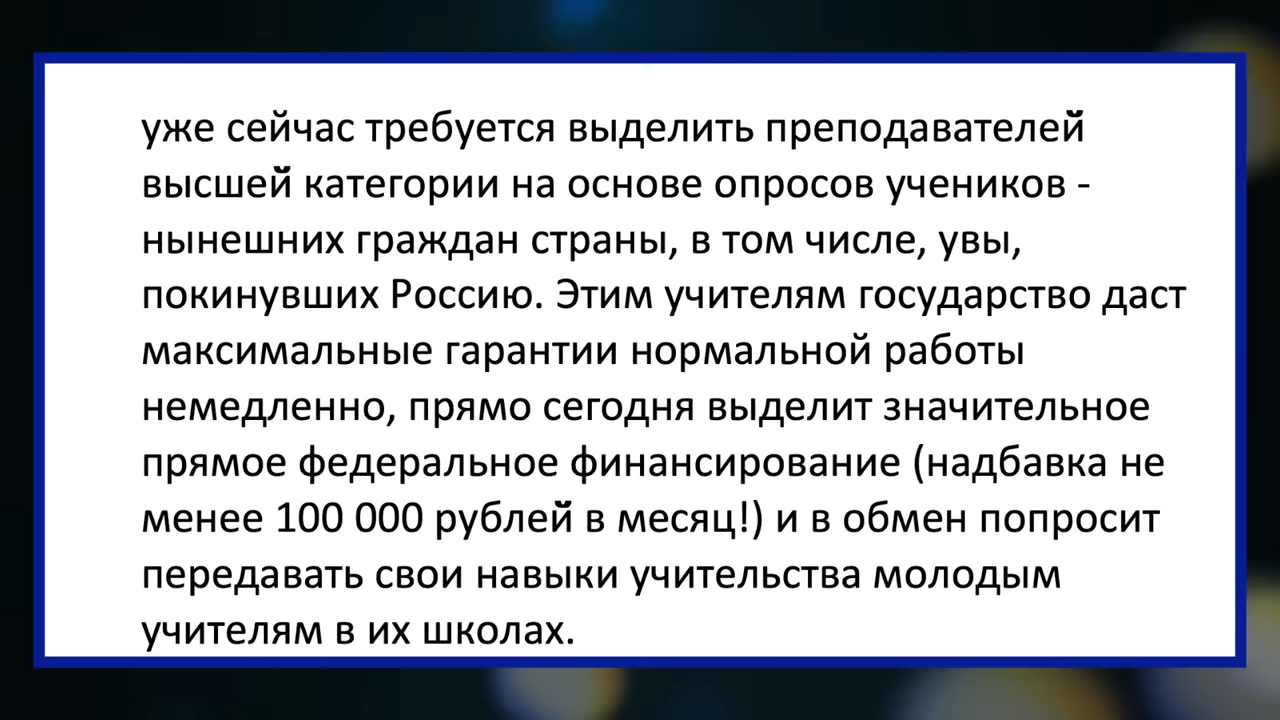 уже сейчас требуется выделить преподавателей
высшей категории на основе опросов учеников -
нынешних граждан страны, в том числе, увы,
покинувших Россию. Этим учителям государство даст
максимальные гарантии нормальной работы
немедленно, прямо сегодня выделит значительное
прямое федеральное финансирование (надбавка не
менее 100 000 рублей в месяц!) и в обмен попросит
передавать свои навыки учительства молодым
учителям в их школах.